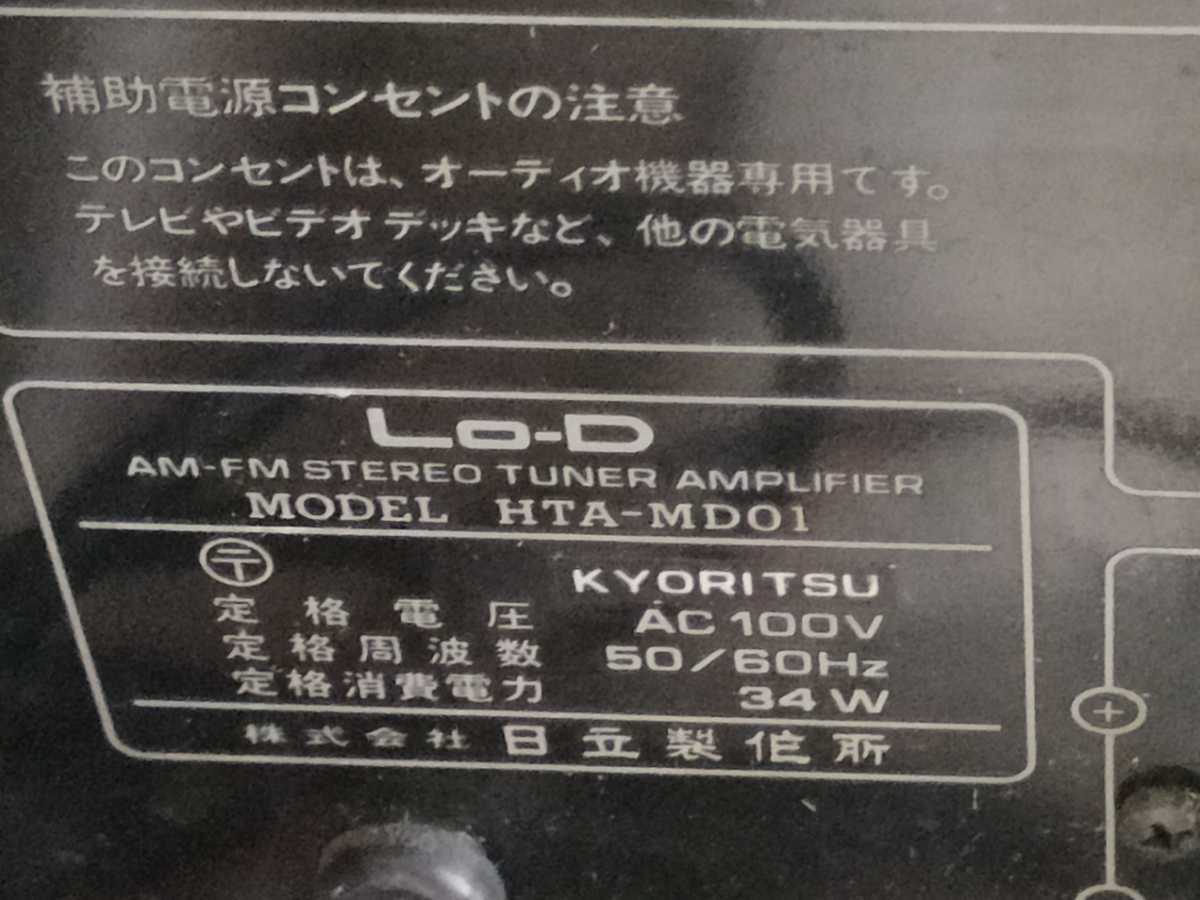 補助電源コンセントの注意
このコンセントは、オーディオ機器専用です。
テレビやビデオデッキなど、他の電気器具
を接続しないでください。
Lo-D
AM-FM STEREO TUNER AMPLIFIER
MODEL HTA-MD01
〶 KYORITSU
定格電圧 AC 100V
定格周波数 50/60Hz
定格消費電力 34W
株式会社 日立製作所